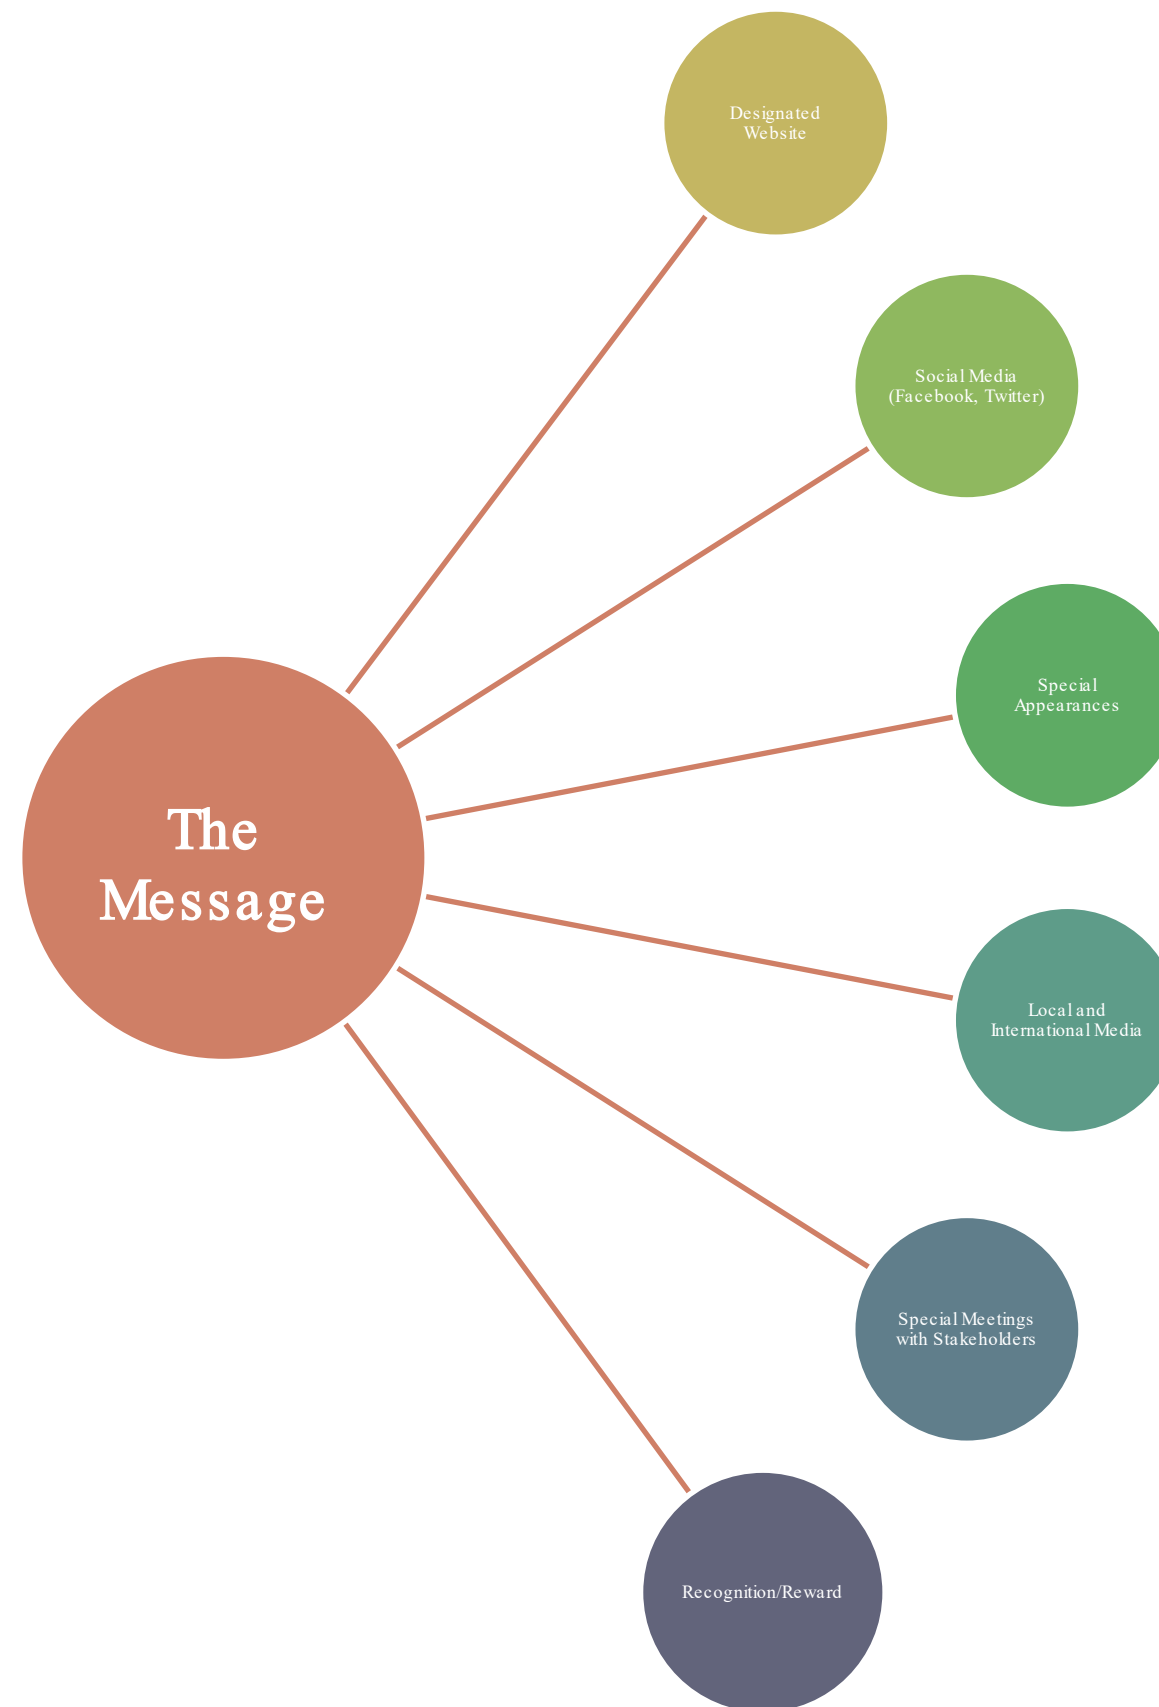 Designated
Website
Social Media
(Facebook, Twitter)
Special
Appearances
The
Message
Local and
International Media
Special Meetings
with Stakeholders
Recognition/Reward